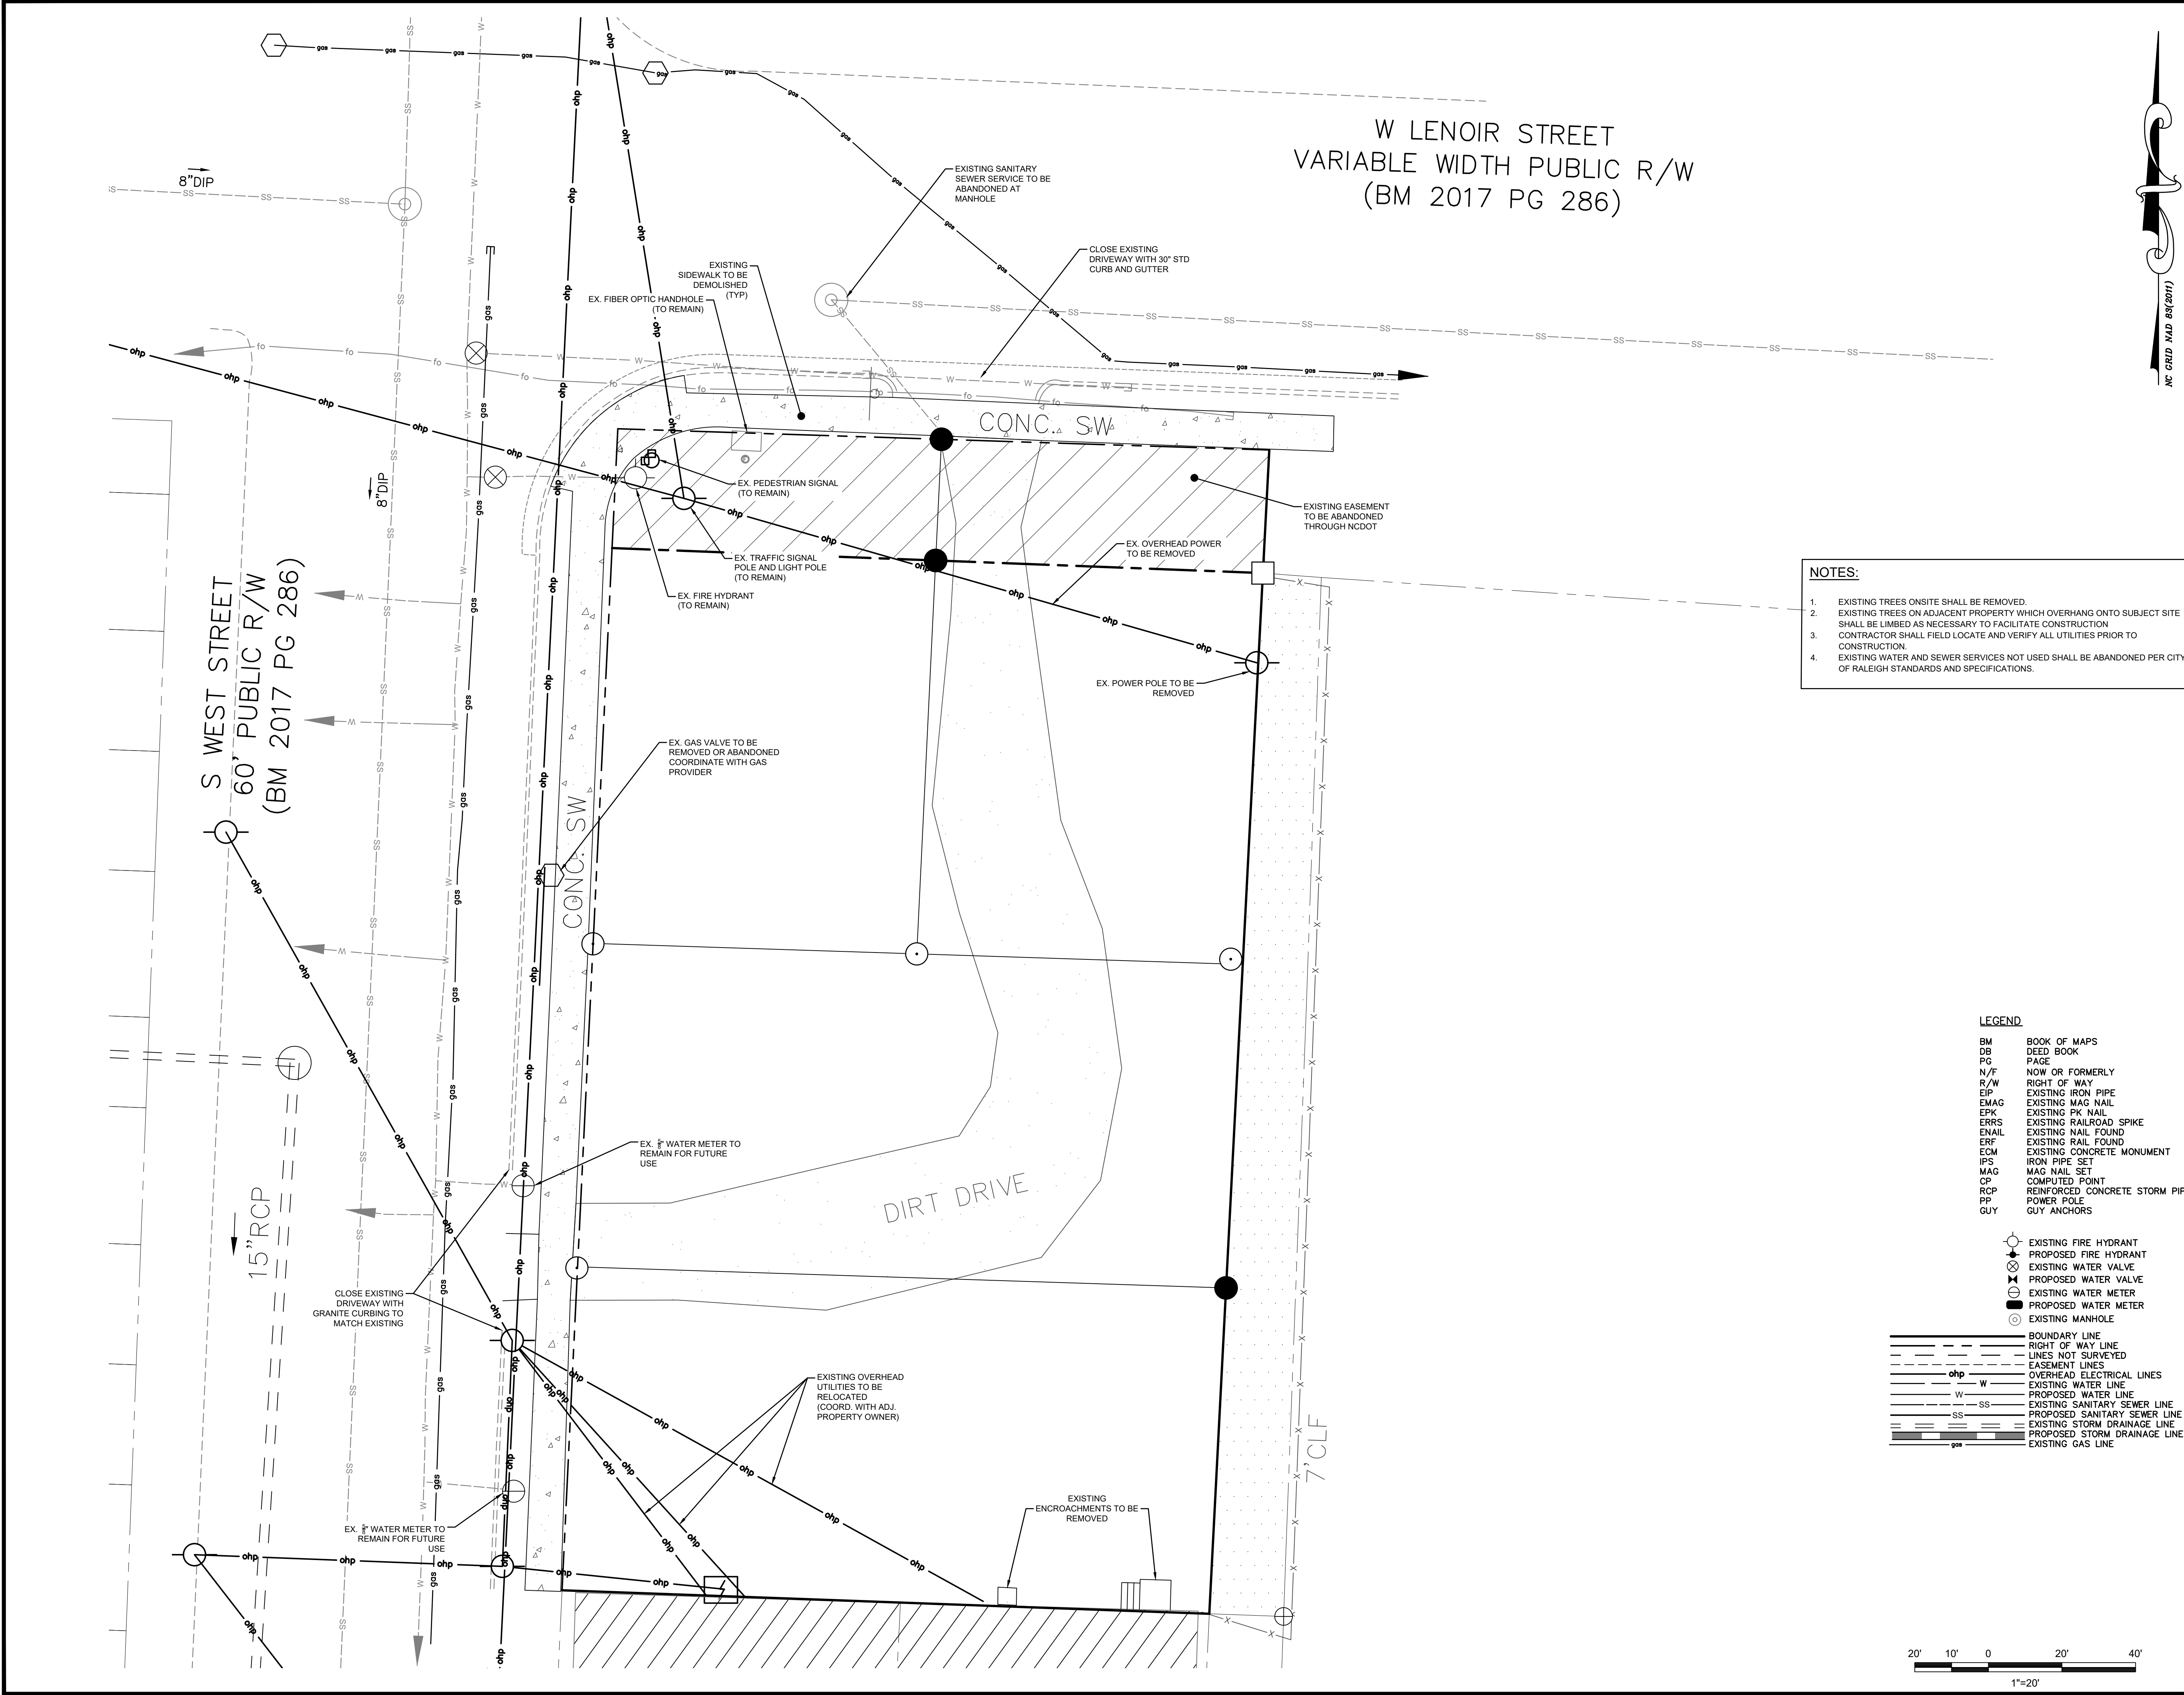 W LENOIR STREET
VARIABLE WIDTH PUBLIC R/W
(BM 2017 PG 286)
NC GRID NAD 83(2011)
8"DIP
EXISTING SANITARY
SEWER SERVICE TO BE
ABANDONED AT
MANHOLE
CLOSE EXISTING
DRIVEWAY WITH 30" STD
CURB AND GUTTER
EXISTING
SIDEWALK TO BE
DEMOLISHED
(TYP)
EX. FIBER OPTIC HANDHOLE
(TO REMAIN)
CONC. SW
8"DIP
EX. PEDESTRIAN SIGNAL
(TO REMAIN)
EXISTING EASEMENT
TO BE ABANDONED
THROUGH NCDOT
EX. OVERHEAD POWER
TO BE REMOVED
EX. TRAFFIC SIGNAL
POLE AND LIGHT POLE
(TO REMAIN)
EX. FIRE HYDRANT
(TO REMAIN)
S WEST STREET
60' PUBLIC R/W
(BM 2017 PG 286)
EX. POWER POLE TO BE
REMOVED
EX. GAS VALVE TO BE
REMOVED OR ABANDONED
COORDINATE WITH GAS
PROVIDER
CONC. SW
NOTES:
1. EXISTING TREES ONSITE SHALL BE REMOVED.
2. EXISTING TREES ON ADJACENT PROPERTY WHICH OVERHANG ONTO SUBJECT SITE
SHALL BE LIMBED AS NECESSARY TO FACILITATE CONSTRUCTION
3. CONTRACTOR SHALL FIELD LOCATE AND VERIFY ALL UTILITIES PRIOR TO
CONSTRUCTION.
4. EXISTING WATER AND SEWER SERVICES NOT USED SHALL BE ABANDONED PER CITY
OF RALEIGH STANDARDS AND SPECIFICATIONS.
EX. WATER METER TO
REMAIN FOR FUTURE
USE
DIRT DRIVE
15"RCP
CLOSE EXISTING
DRIVEWAY WITH
GRANITE CURBING TO
MATCH EXISTING
EXISTING OVERHEAD
UTILITIES TO BE
RELOCATED
(COORD. WITH ADJ.
PROPERTY OWNER)
7'CLF
EXISTING
ENCROACHMENTS TO BE
REMOVED
EX. WATER METER TO
REMAIN FOR FUTURE
USE
LEGEND
BM BOOK OF MAPS
DB DEED BOOK
PG PAGE
N/F NOW OR FORMERLY
R/W RIGHT OF WAY
EIP EXISTING IRON PIPE
EMAG EXISTING MAG NAIL
EPK EXISTING PK NAIL
ERRS EXISTING RAILROAD SPIKE
ENAIL EXISTING NAIL FOUND
ERF EXISTING RAIL FOUND
ECM EXISTING CONCRETE MONUMENT
IPS IRON PIPE SET
MAG MAG NAIL SET
CP COMPUTED POINT
RCP REINFORCED CONCRETE STORM PIP
PP POWER POLE
GUY GUY ANCHORS
EXISTING FIRE HYDRANT
PROPOSED FIRE HYDRANT
EXISTING WATER VALVE
PROPOSED WATER VALVE
EXISTING WATER METER
PROPOSED WATER METER
EXISTING MANHOLE
BOUNDARY LINE
RIGHT OF WAY LINE
LINES NOT SURVEYED
EASEMENT LINES
ohp OVERHEAD ELECTRICAL LINES
W EXISTING WATER LINE
W PROPOSED WATER LINE
SS EXISTING SANITARY SEWER LINE
SS PROPOSED SANITARY SEWER LINE
EXISTING STORM DRAINAGE LINE
PROPOSED STORM DRAINAGE LINE
gas EXISTING GAS LINE
20' 10' 0 20' 40'
1"=20'